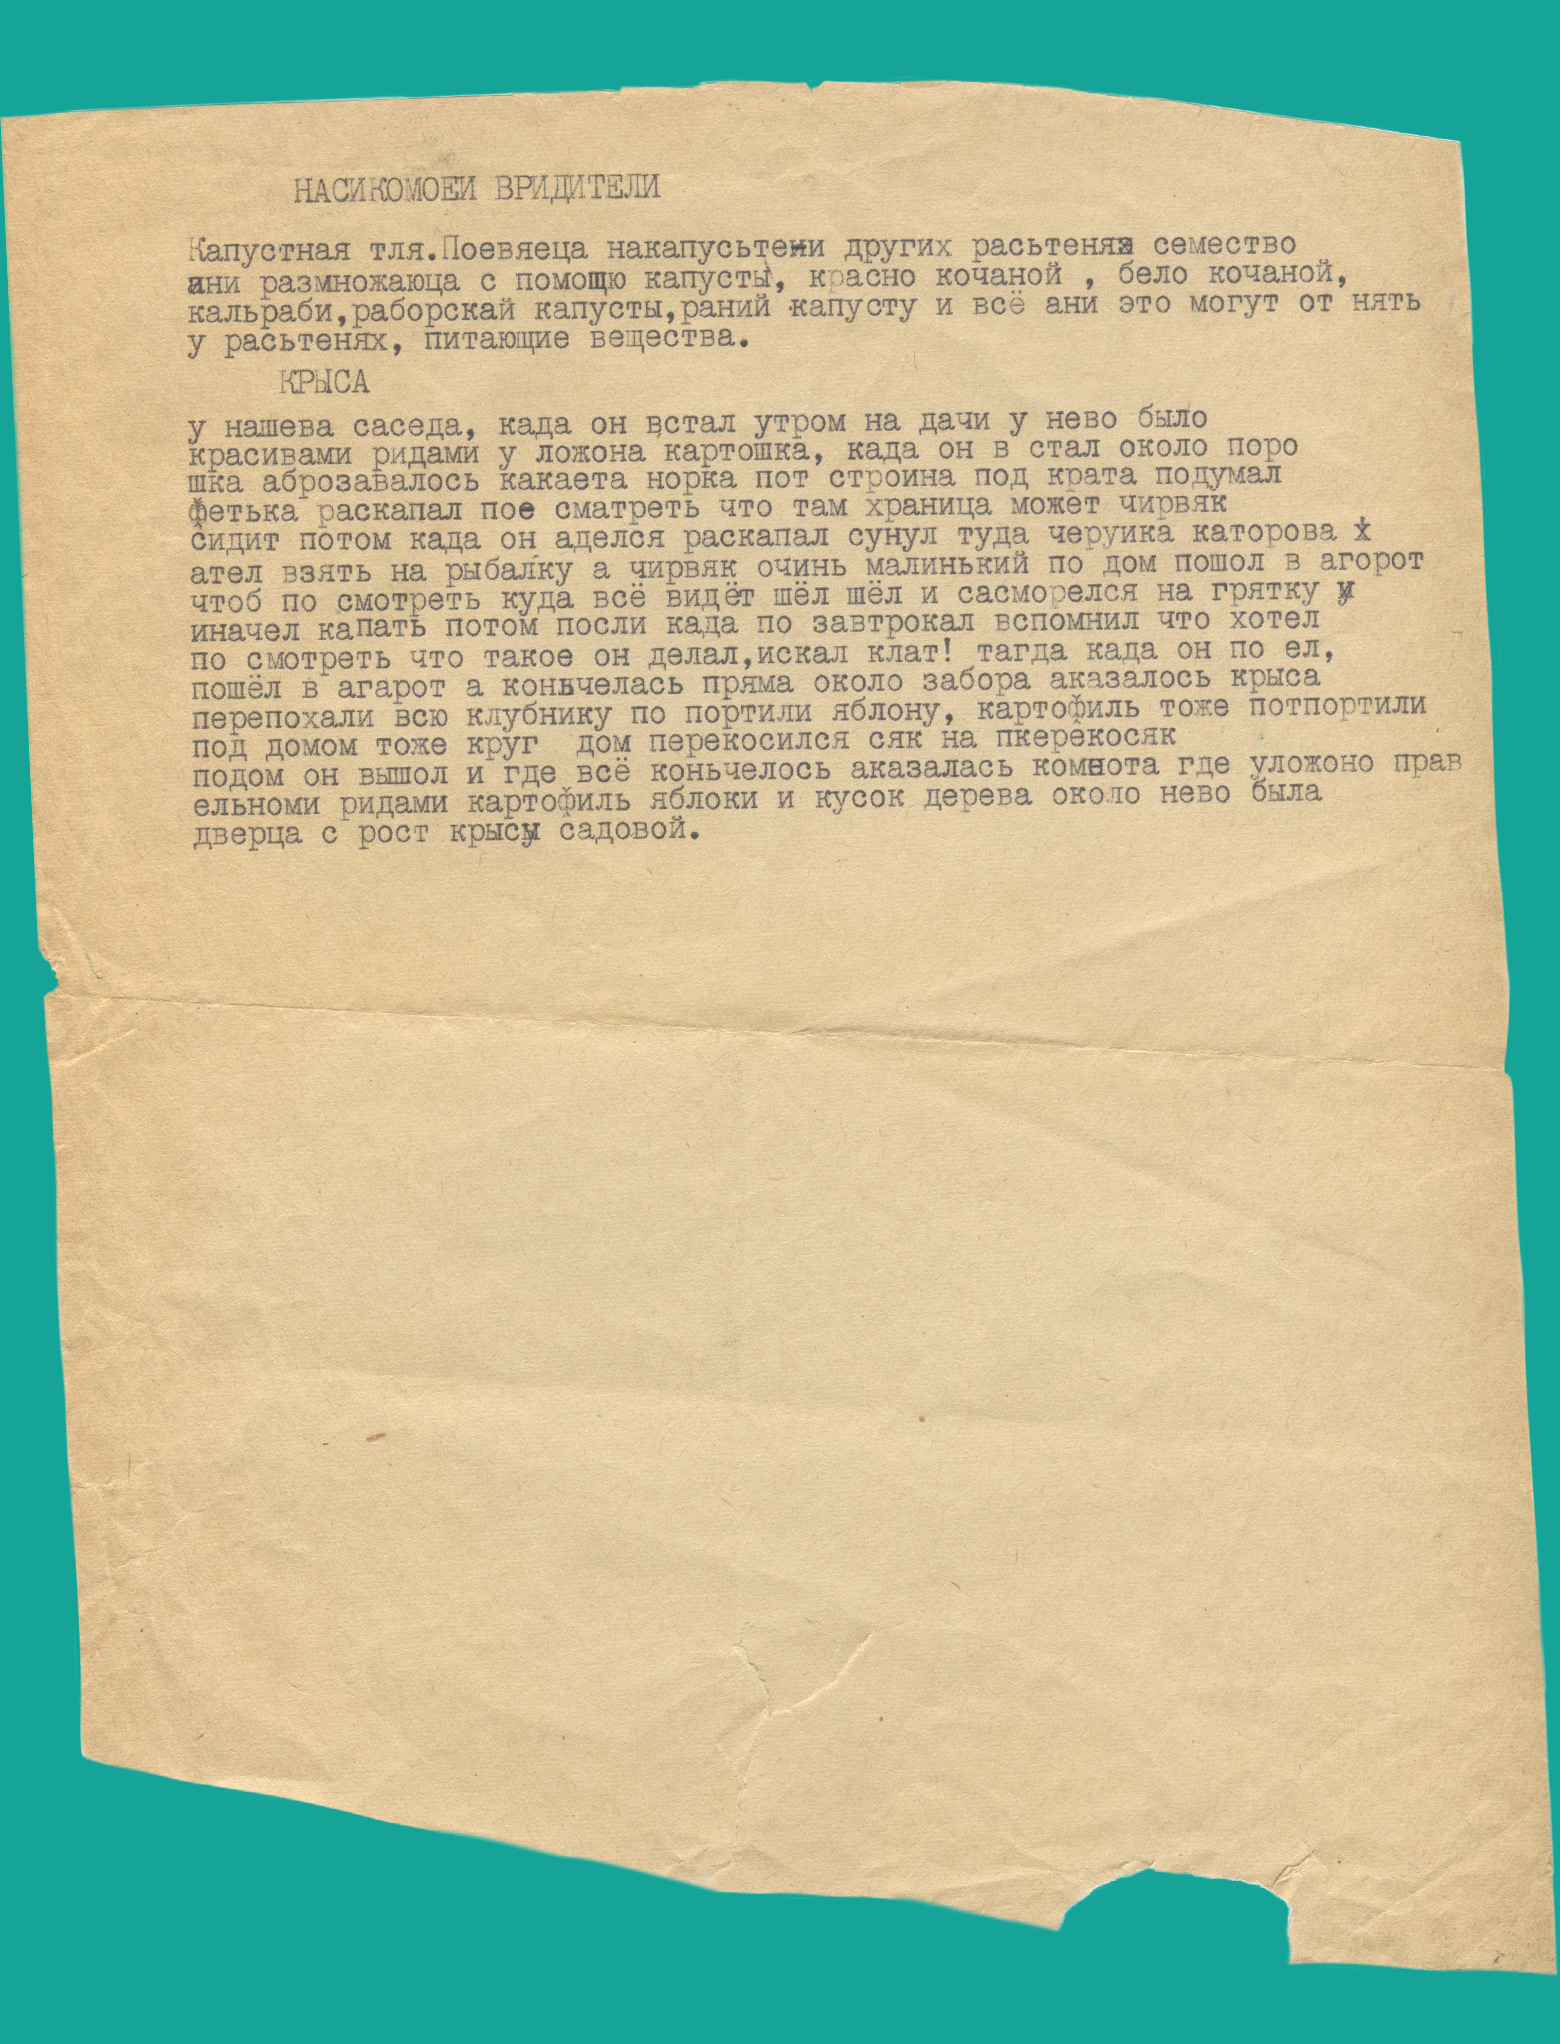 НАСИКОМОЕИ ВРИДИТЕЛИ
Капустная тля.Поевяеца накапусьтеии других расьтеняз семество
ани размножаюца с помощю капусты, красно кочаной , бело кочаной,
кальраби,раборскай капусты,раний капусту и всё ани это могут от нять
у расьтенях, питающие вещества.
КРЫСА
у нашева саседа, када он встал утром на дачи у нево было
красивами ридами у ложона картошка, када он в стал около поро
шка аброзавалось какаета норка пот строина под крата подумал
фетька раскапал пое сматреть что там храница может чирвяк
сидит потом када он аделся раскапал сунул туда черуика каторова х
ател взять на рыбалку а чирвяк очинь малинький по дом пошол в агорот
чтоб по смотреть куда всё видёт шёл шёл и сасморелся на грятку и
иначел капать потом посли када по завтрокал вспомнил что хотел
по смотреть что такое он делал,искал клат! тагда када он по ел,
пошёл в агарот а коньчелась пряма около забора аказалось крыса
перепохали всю клубнику по портили яблону, картофиль тоже потпортили
под домом тоже круг дом перекосился сяк на пкерекосяк
подом он вышол и где всё коньчелось аказалась комнота где уложоно прав
ельноми ридами картофиль яблоки и кусок дерева около нево была
дверца с рост крысы садовой.